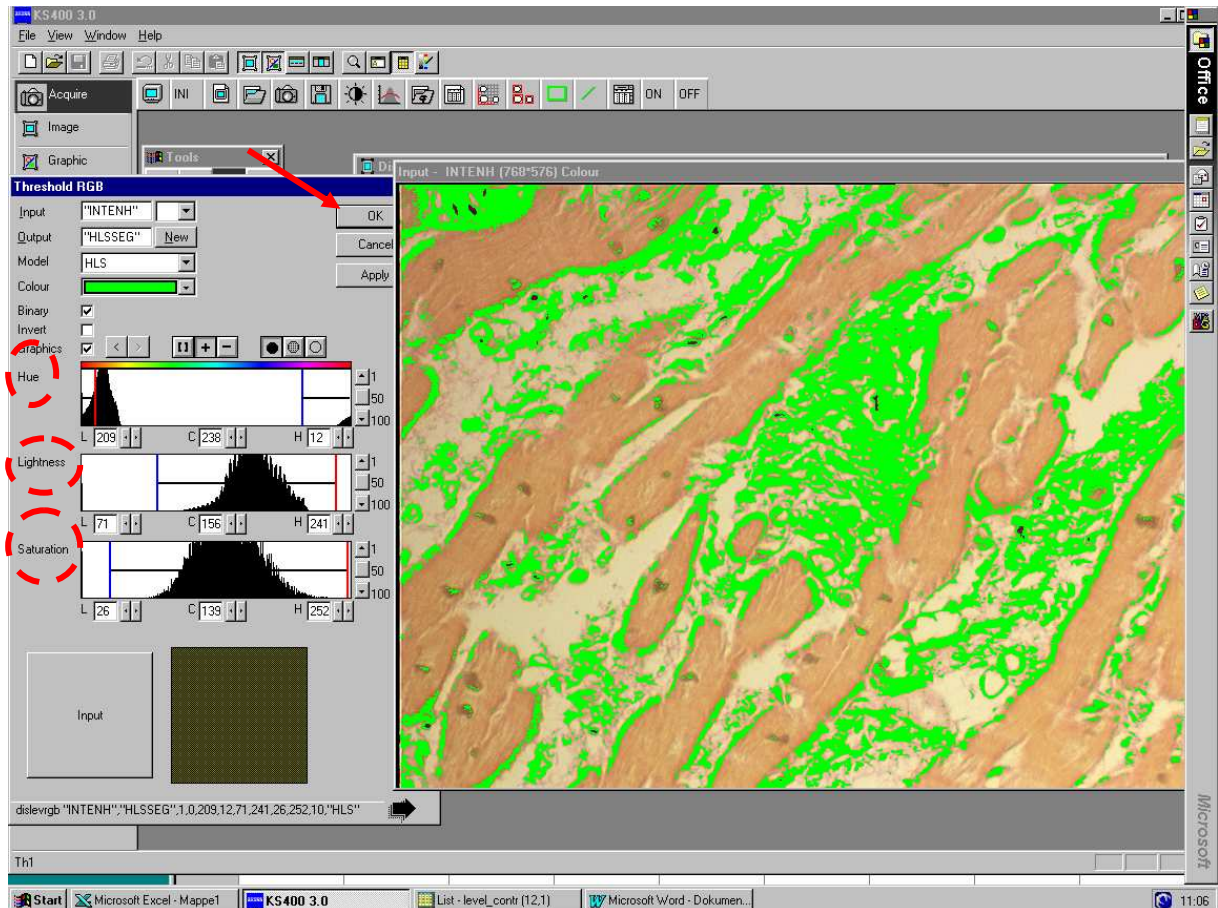 KS400 3.0
File View Window Help
INI ON OFF
Acquire
Image
Graphic
Tools
Input - INTENH (768*576) Colour
Threshold RGB
Input "INTENH"
OK
Output "HLSSEG" New
Cancel
Model HLS
Apply
Colour
Binary
Invert
Graphics
Hue
1
50
100
L 209 C 238 H 12
Lightness
1
50
100
L 71 C 156 H 241
Saturation
1
50
100
L 26 C 139 H 252
Input
dislevrgb "INTENH","HLSSEG",1,0,209,12,71,241,26,252,10,"HLS"
Th1
Office
Microsoft
Start Microsoft Excel - Mappe1 KS400 3.0 List - level_contr (12,1) Microsoft Word - Dokumen... 11:06